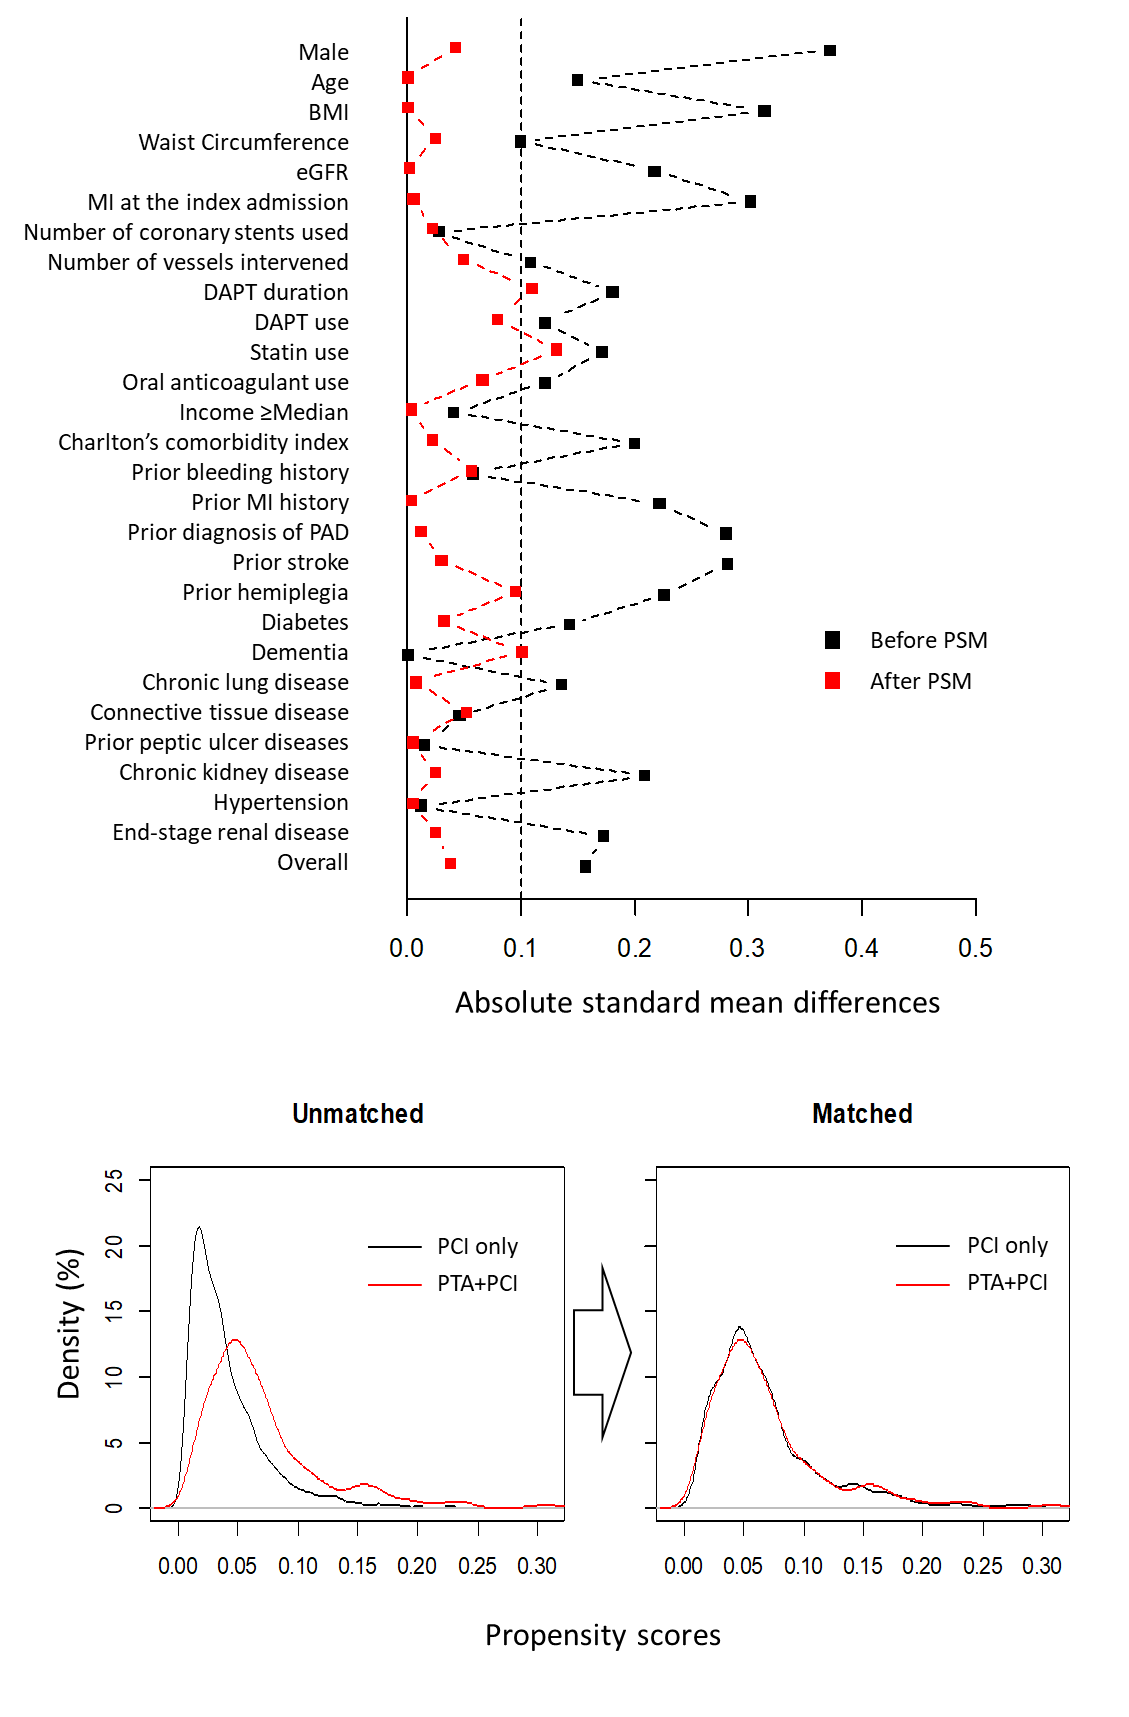 Male
Age
BMI
Waist Circumference
eGFR
MI at the index admission
Number of coronary stents used
Number of vessels intervened
DAPT duration
DAPT use
Statin use
Oral anticoagulant use
Income ≥Median
Charlton’s comorbidity index
Prior bleeding history
Prior MI history
Prior diagnosis of PAD
Prior stroke
Prior hemiplegia
Diabetes
Dementia
Chronic lung disease
Connective tissue disease
Prior peptic ulcer diseases
Chronic kidney disease
Hypertension
End-stage renal disease
Overall
Before PSM
After PSM
0.0 0.1 0.2 0.3 0.4 0.5
Absolute standard mean differences
Unmatched
Matched
Density (%)
25
20
15
10
5
0
PCI only
PTA+PCI
PCI only
PTA+PCI
0.00 0.05 0.10 0.15 0.20 0.25 0.30
0.00 0.05 0.10 0.15 0.20 0.25 0.30
Propensity scores